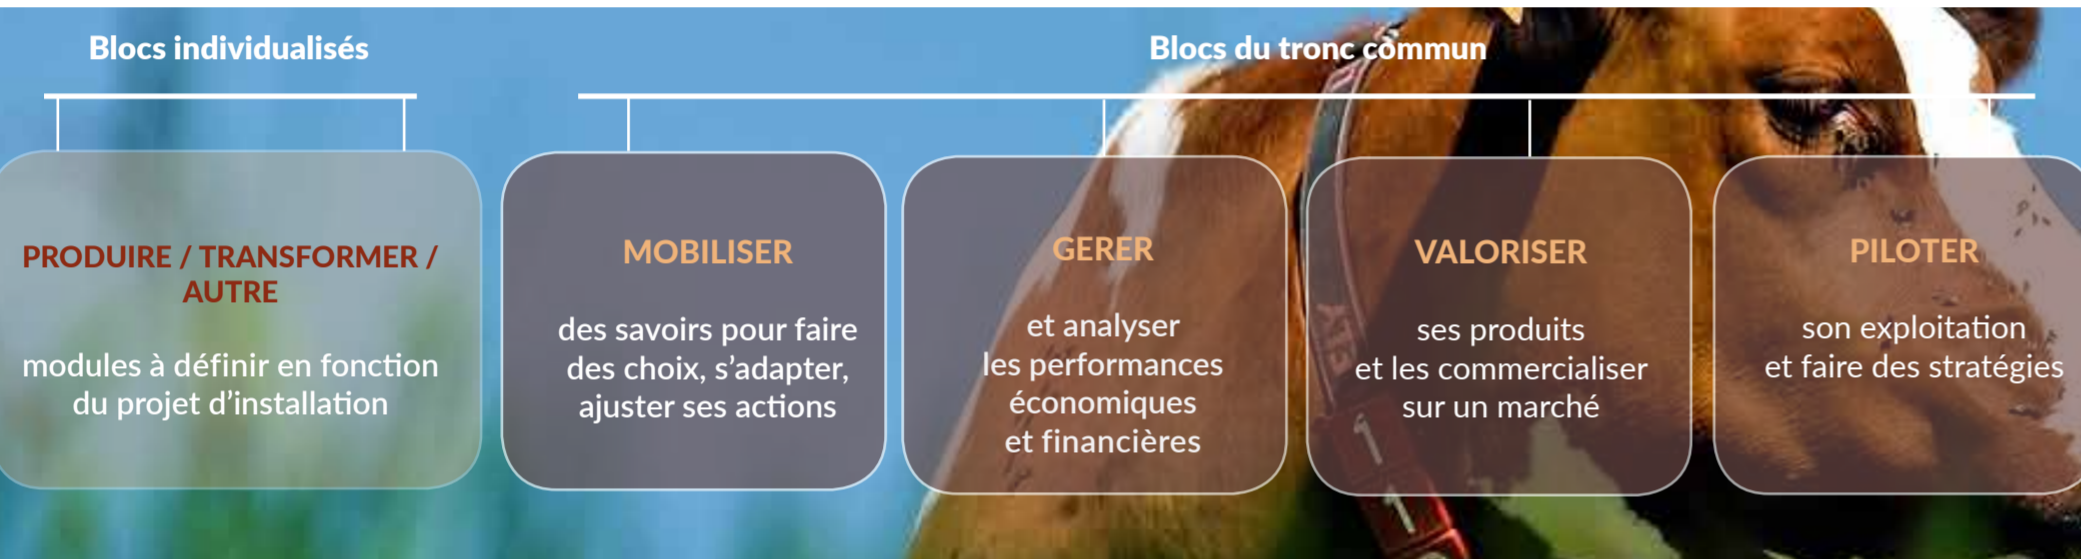 Blocs individualisés
Blocs du tronc commun
PRODUIRE / TRANSFORMER /
AUTRE
modules à définir en fonction
du projet d'installation
MOBILISER
des savoirs pour faire
des choix, s'adapter,
ajuster ses actions
GERER
et analyser
les performances
économiques
et financières
VALORISER
ses produits
et les commercialiser
sur un marché
PILOTER
son exploitation
et faire des stratégies